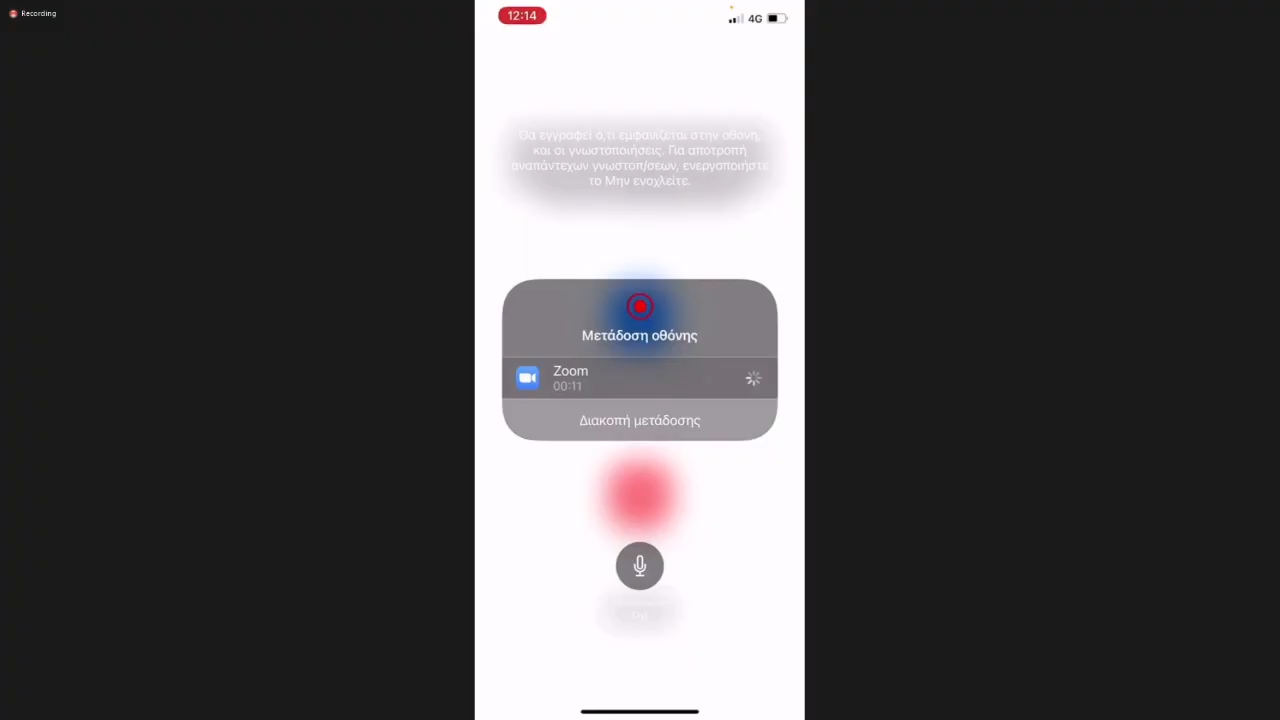 Recording
12:14
4G
Θα εγγραφεί ό,τι εμφανίζεται στην οθόνη,
και οι γνωστοποιήσεις. Για αποτροπή
αναπάντεχων γνωστοπ/σεων, ενεργοποιήστε
το Μην ενοχλείτε.
Μετάδοση οθόνης
Zoom
00:11
Διακοπή μετάδοσης